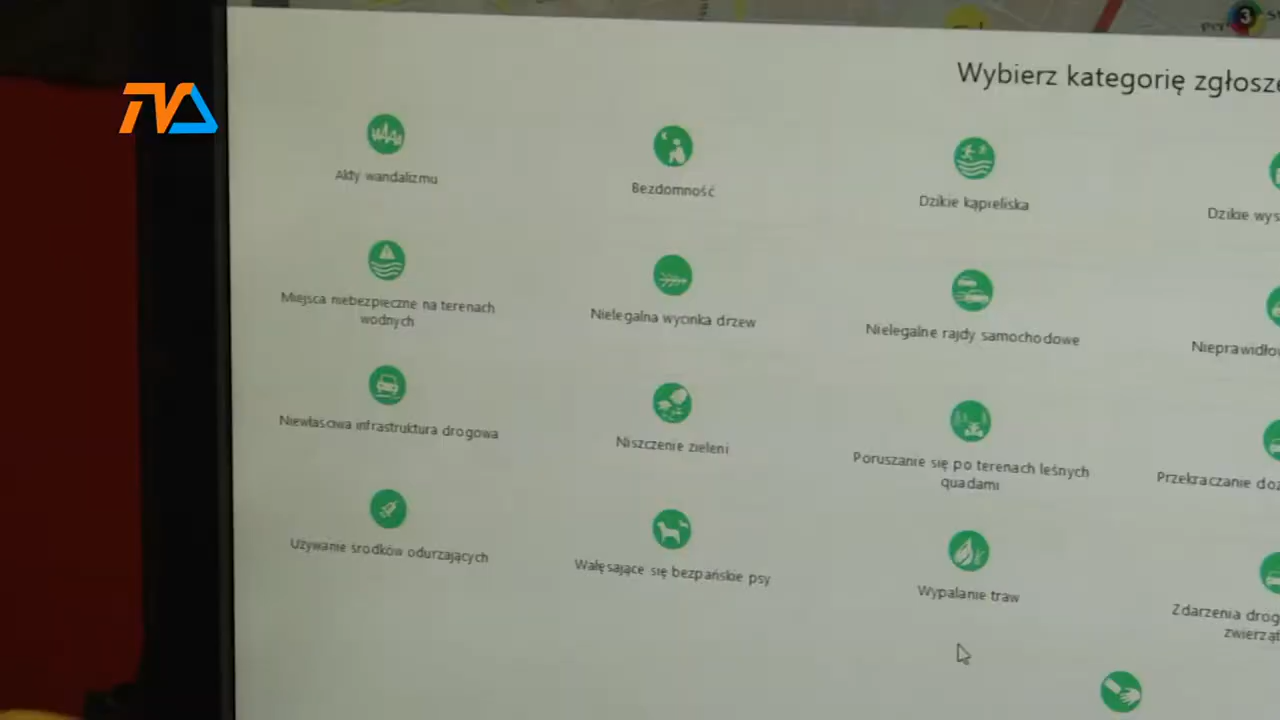 TVA
3
Wybierz kategorię zgłosze
Akty wandalizmu
Bezdomność
Dzikie kąpieliska
Dzikie wys
Miejsca niebezpieczne na terenach
wodnych
Nielegalna wycinka drzew
Nielegalne rajdy samochodowe
Nieprawidło
Niewłaściwa infrastruktura drogowa
Niszczenie zieleni
Poruszanie się po terenach leśnych
quadami
Przekraczanie do
Używanie środków odurzających
Wałęsające się bezpańskie psy
Wypalanie traw
Zdarzenia drog
zwierząt